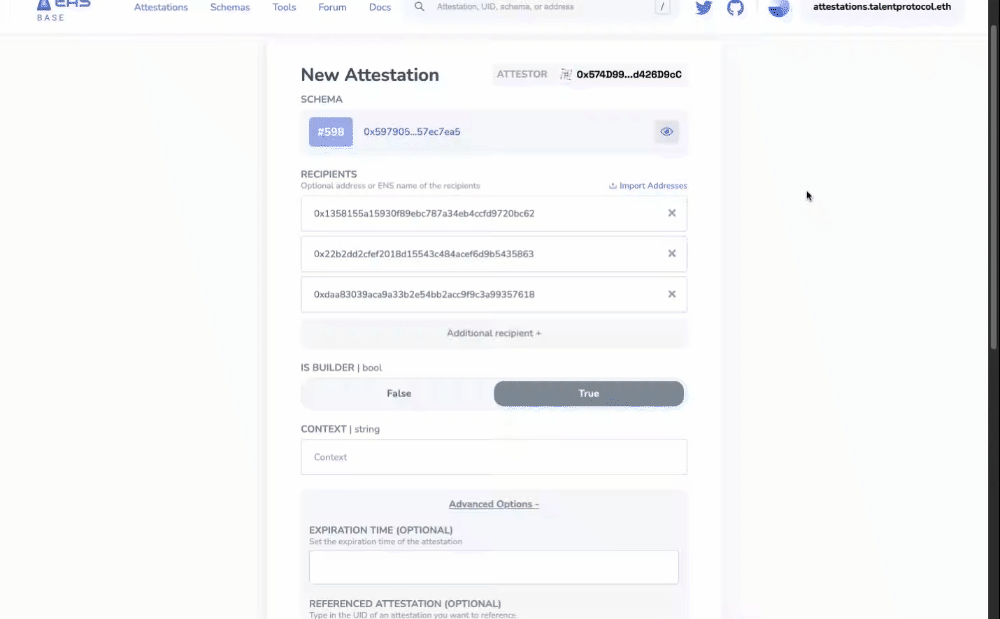 EAS
BASE
Attestations Schemas Tools Forum Docs Attestation, UID, schema, or address / attestations.talentprotocol.eth
New Attestation ATTESTOR 0x574D99...d426D9cC
SCHEMA
#598 0x597905...57ec7ea5
RECIPIENTS
Optional address or ENS name of the recipients Import Addresses
0x1358155a15930f89ebc787a34eb4ccfd9720bc62 ×
0x22b2dd2cfef2018d15543c484acef6d9b5435863 ×
0xdaa83039aca9a33b2e54bb2acc9f9c3a99357618 ×
Additional recipient +
IS BUILDER | bool
False True
CONTEXT | string
Context
Advanced Options -
EXPIRATION TIME (OPTIONAL)
Set the expiration time of the attestation
REFERENCED ATTESTATION (OPTIONAL)
Type in the UID of an attestation you want to reference